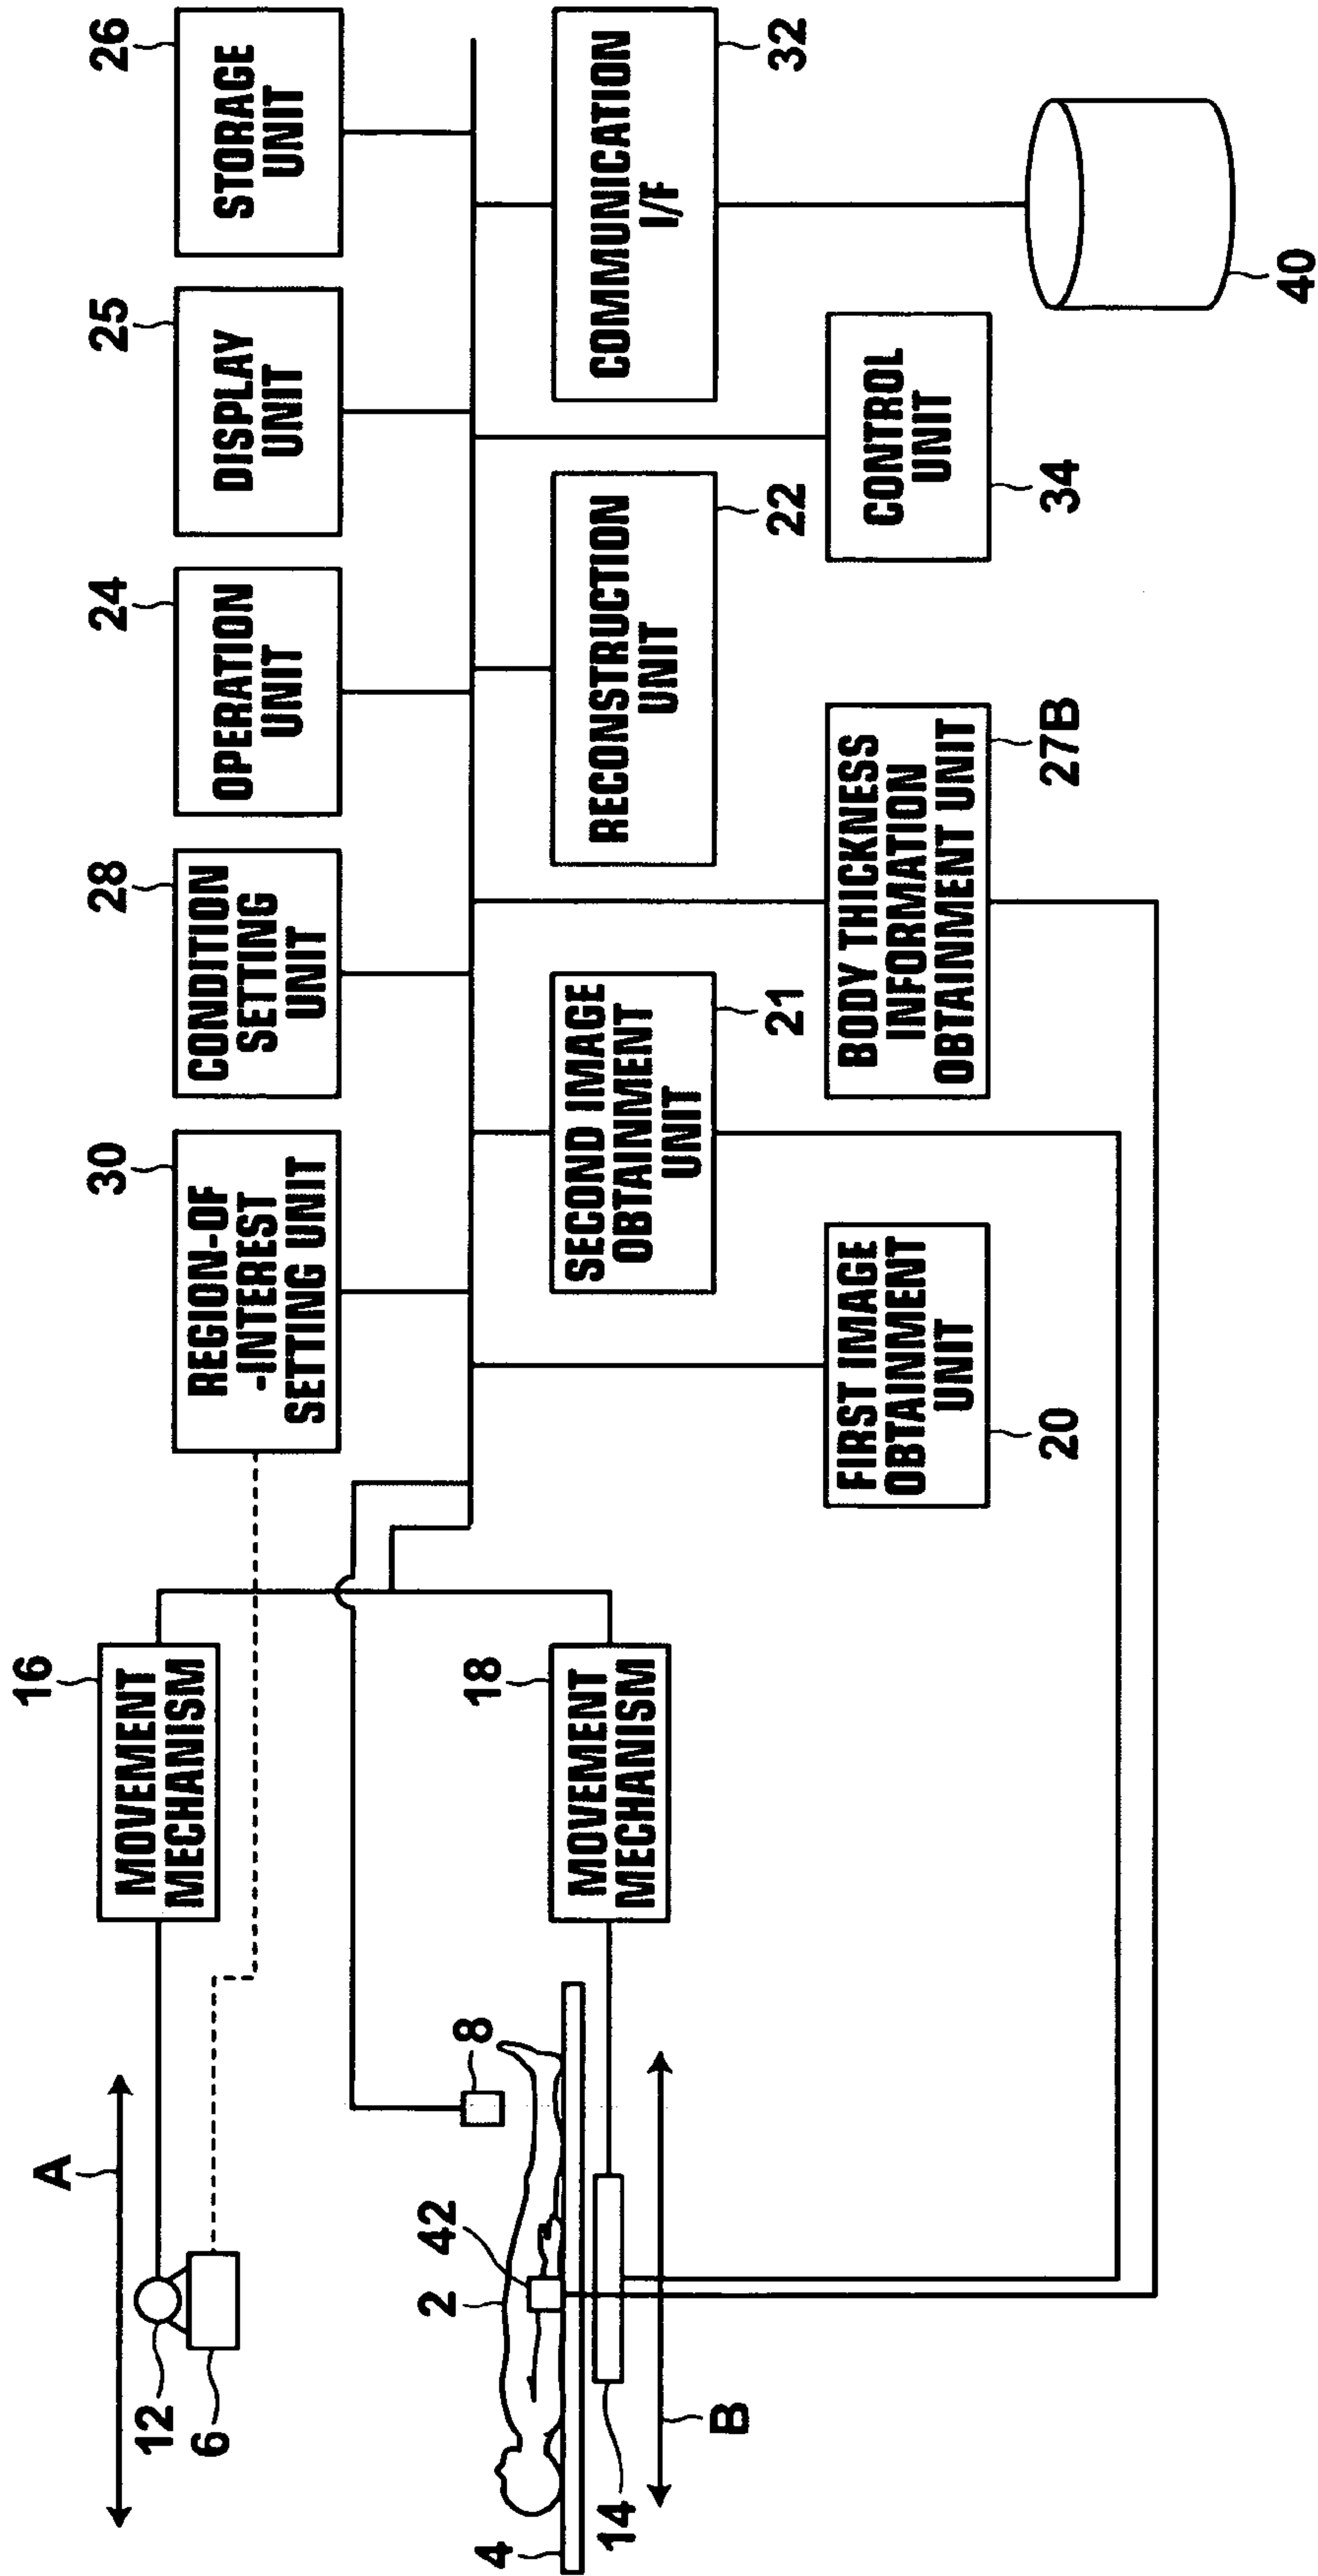 A
12
6
16
MOVEMENT
MECHANISM
30
REGION-OF
-INTEREST
SETTING UNIT
28
CONDITION
SETTING
UNIT
24
OPERATION
UNIT
25
DISPLAY
UNIT
26
STORAGE
UNIT
4
2
42
8
14
B
18
MOVEMENT
MECHANISM
SECOND IMAGE
OBTAINMENT
UNIT
21
RECONSTRUCTION
UNIT
22
COMMUNICATION
I/F
32
FIRST IMAGE
OBTAINMENT
UNIT
20
BODY THICKNESS
INFORMATION
OBTAINMENT UNIT
27B
CONTROL
UNIT
34
40